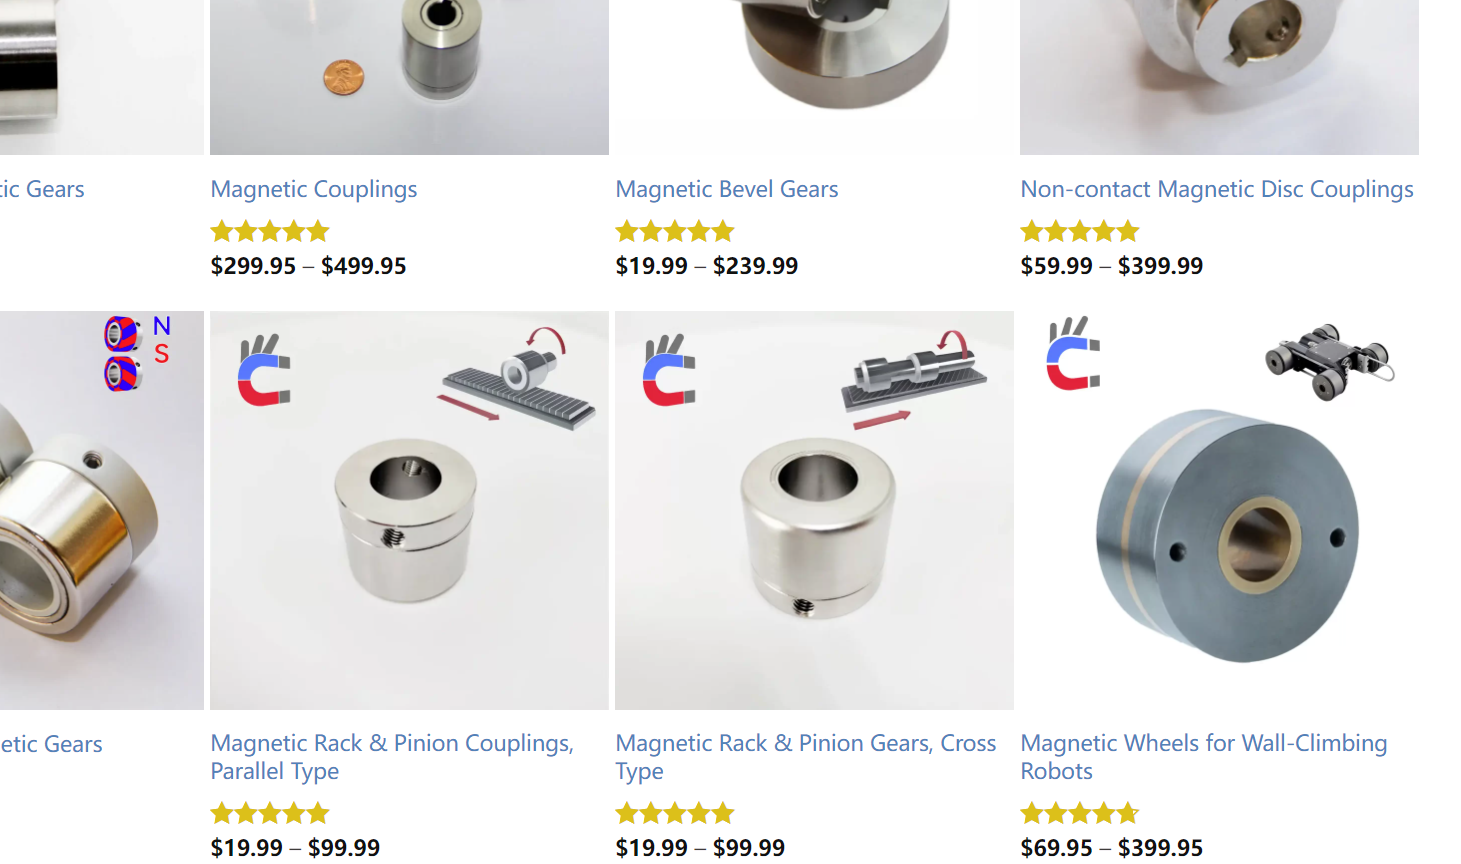 tic Gears
Magnetic Couplings
Magnetic Bevel Gears
Non-contact Magnetic Disc Couplings
$299.95 – $499.95
$19.99 – $239.99
$59.99 – $399.99
N
S
etic Gears
Magnetic Rack & Pinion Couplings,
Parallel Type
Magnetic Rack & Pinion Gears, Cross
Type
Magnetic Wheels for Wall-Climbing
Robots
$19.99 – $99.99
$19.99 – $99.99
$69.95 – $399.95